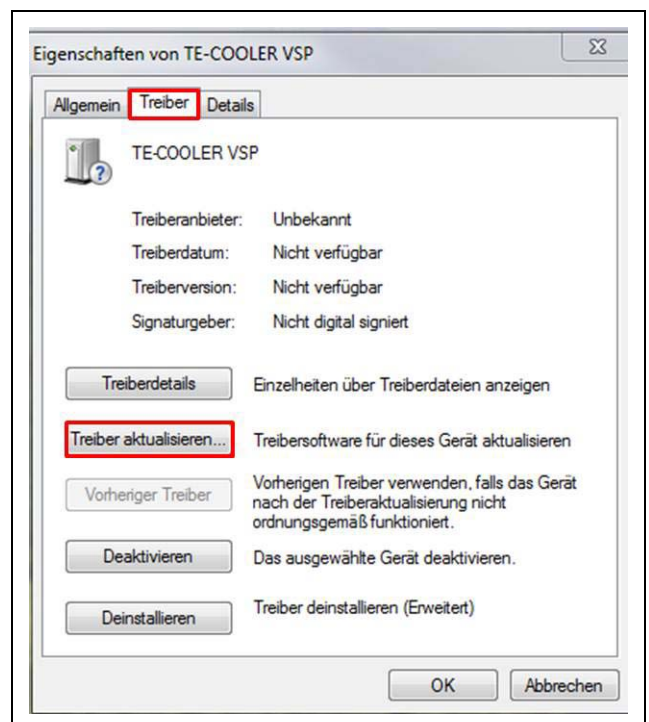 Eigenschaften von TE-COOLER VSP
Allgemein Treiber Details
TE-COOLER VSP
Treiberanbieter: Unbekannt
Treiberdatum: Nicht verfügbar
Treiberversion: Nicht verfügbar
Signaturgeber: Nicht digital signiert
Treiberdetails Einzelheiten über Treiberdateien anzeigen
Treiber aktualisieren... Treibersoftware für dieses Gerät aktualisieren
Vorheriger Treiber Vorherigen Treiber verwenden, falls das Gerät
nach der Treiberaktualisierung nicht
ordnungsgemäß funktioniert.
Deaktivieren Das ausgewählte Gerät deaktivieren.
Deinstallieren Treiber deinstallieren (Erweitert)
OK Abbrechen